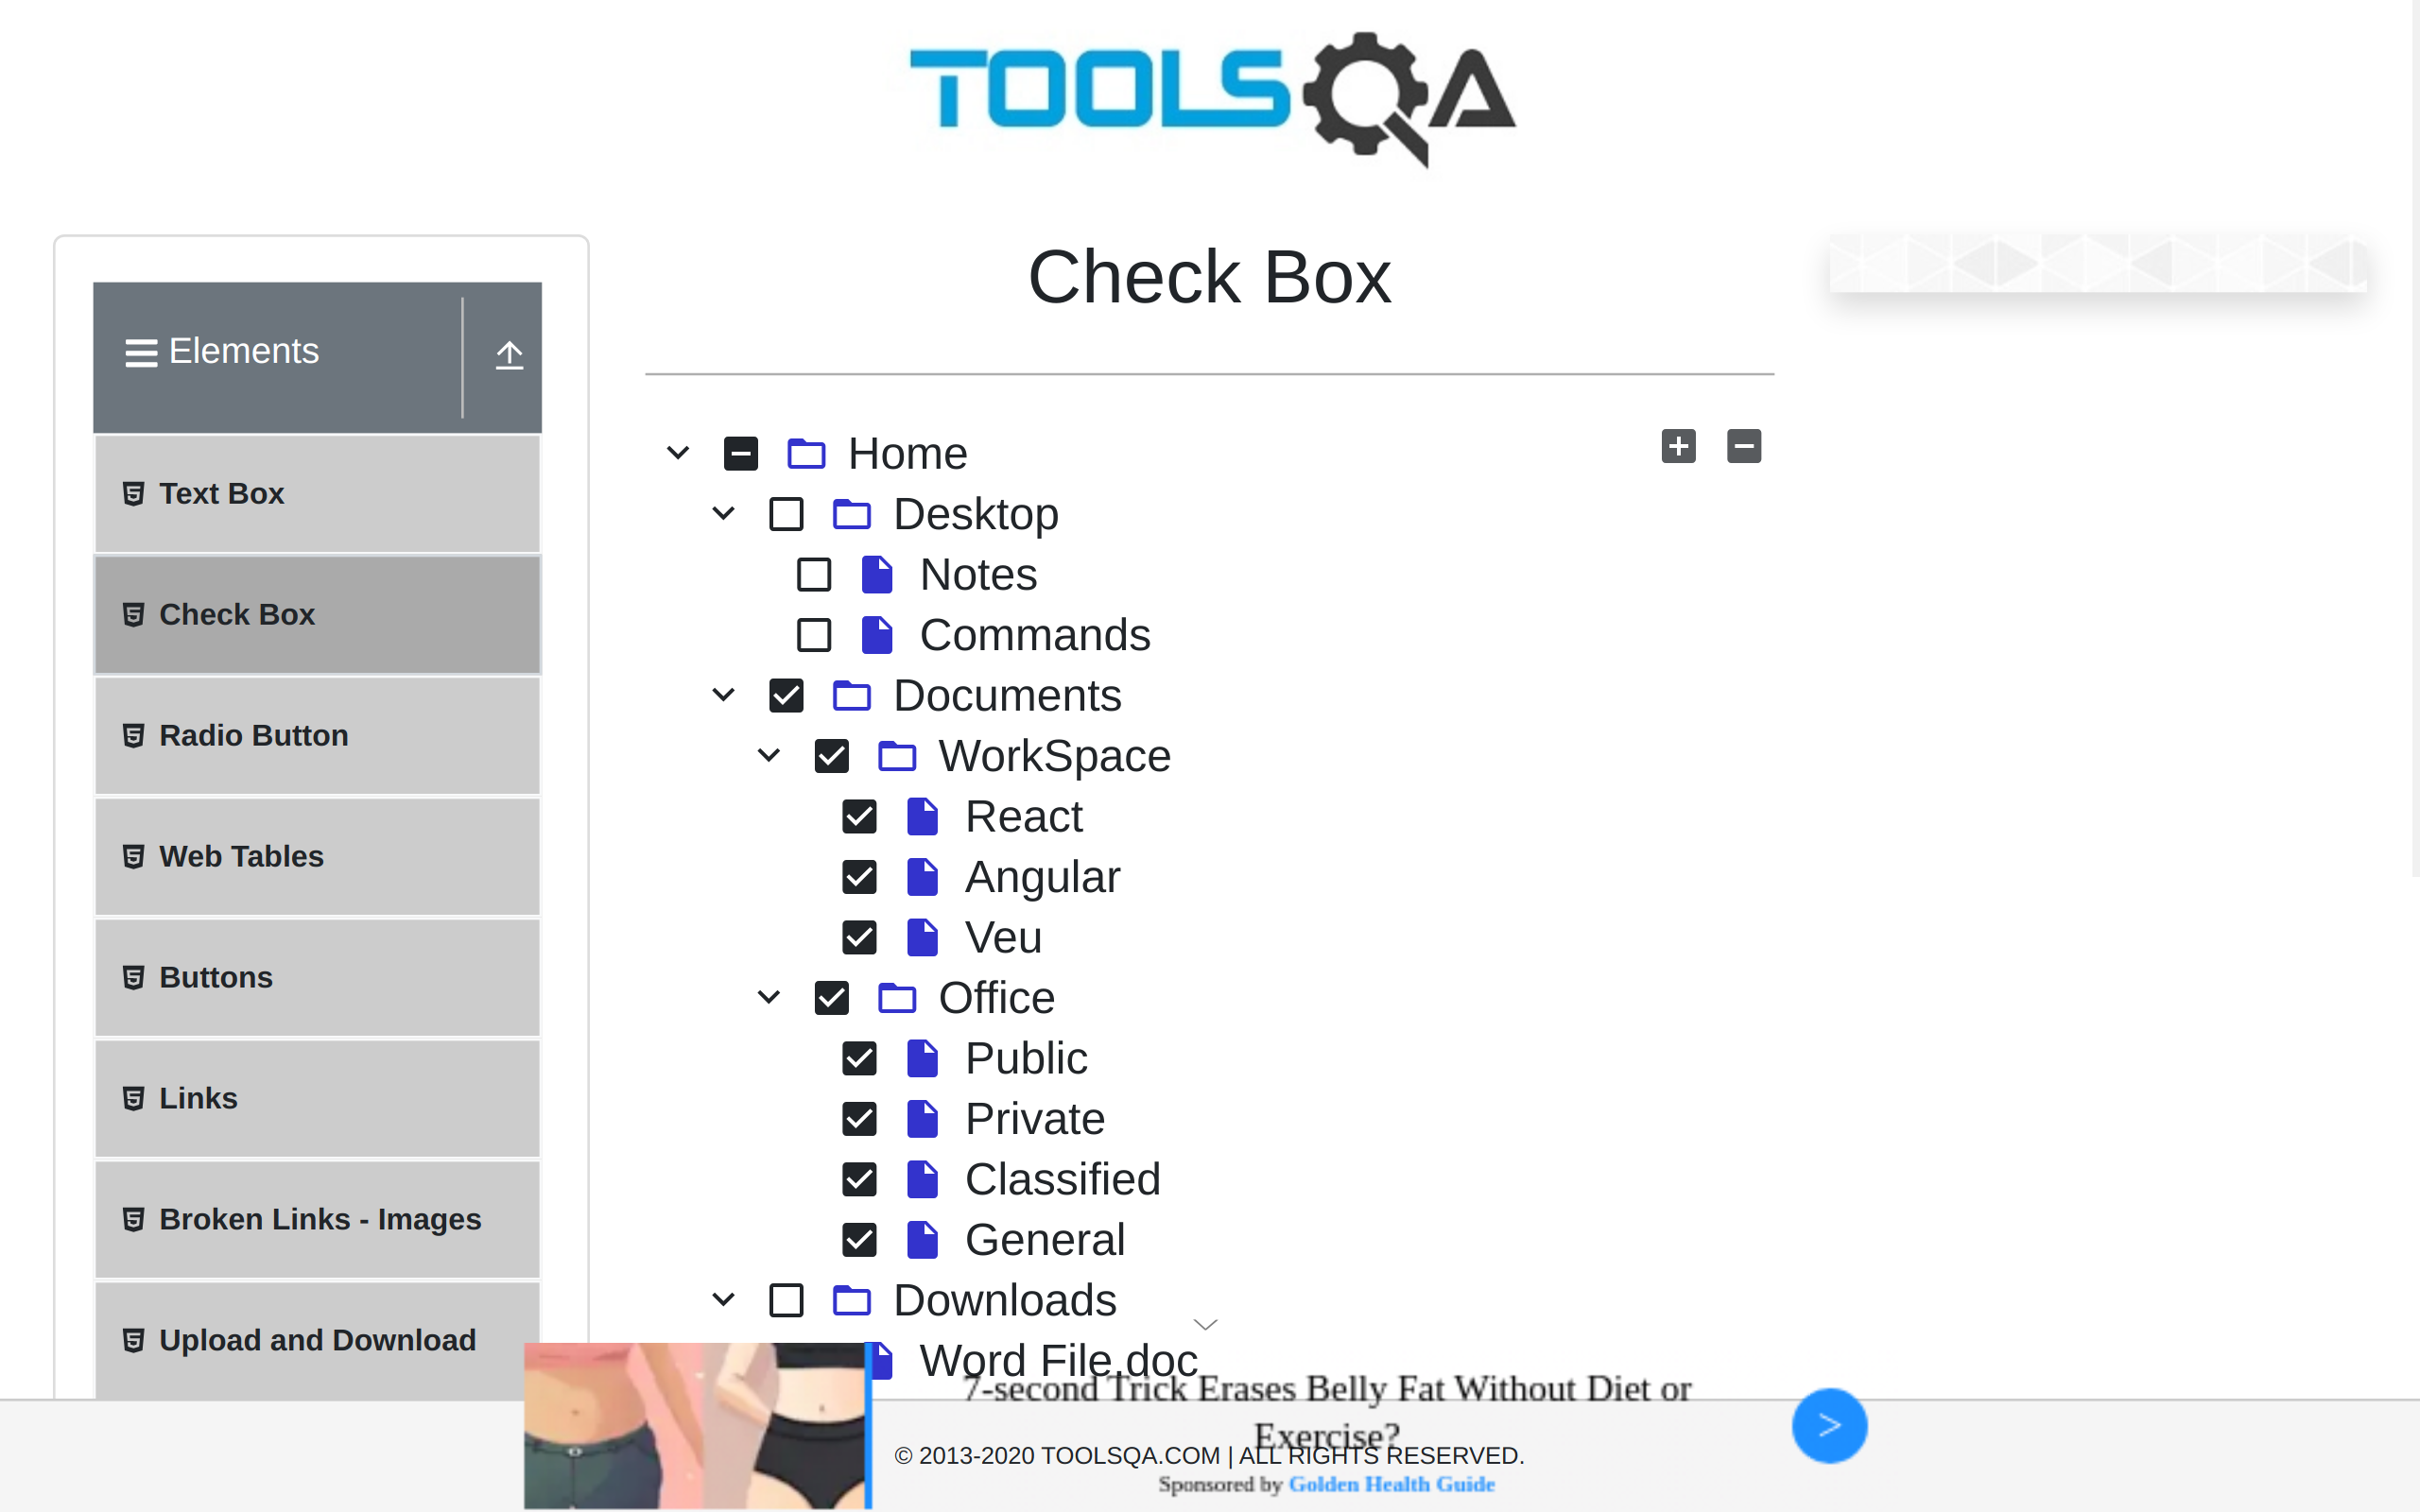 TOOLSQA
Check Box
Elements
Text Box
Check Box
Radio Button
Web Tables
Buttons
Links
Broken Links - Images
Upload and Download
Home
Desktop
Notes
Commands
Documents
WorkSpace
React
Angular
Veu
Office
Public
Private
Classified
General
Downloads
Word File.doc
7-second Trick Erases Belly Fat Without Diet or
Exercise?
© 2013-2020 TOOLSQA.COM | ALL RIGHTS RESERVED.
Sponsored by Golden Health Guide